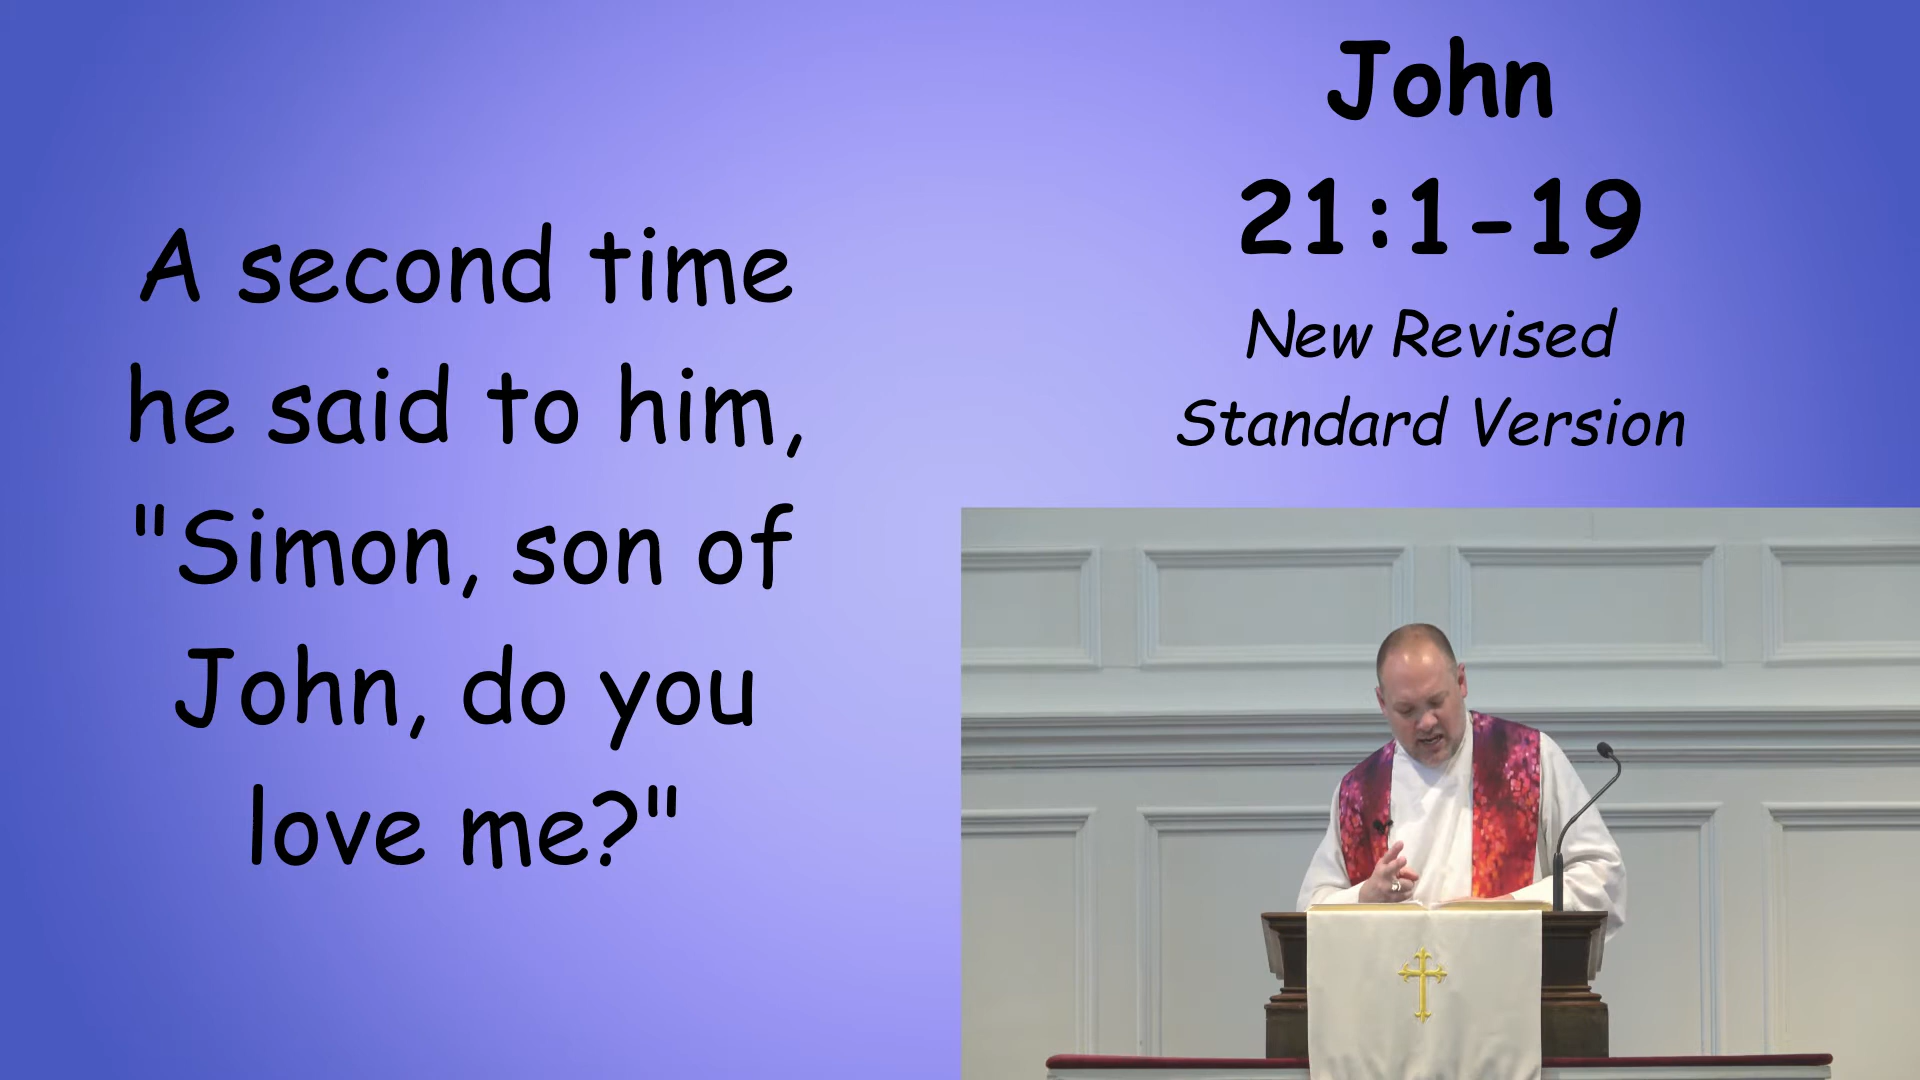 A second time
he said to him,
"Simon, son of
John, do you
love me?"
John
21:1-19
New Revised
Standard Version